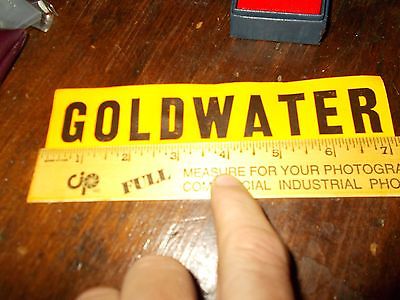 GOLDWATER
1 2 3 4 5 6 7
FULL MEASURE FOR YOUR PHOTOGRA
COMMERCIAL INDUSTRIAL PHO